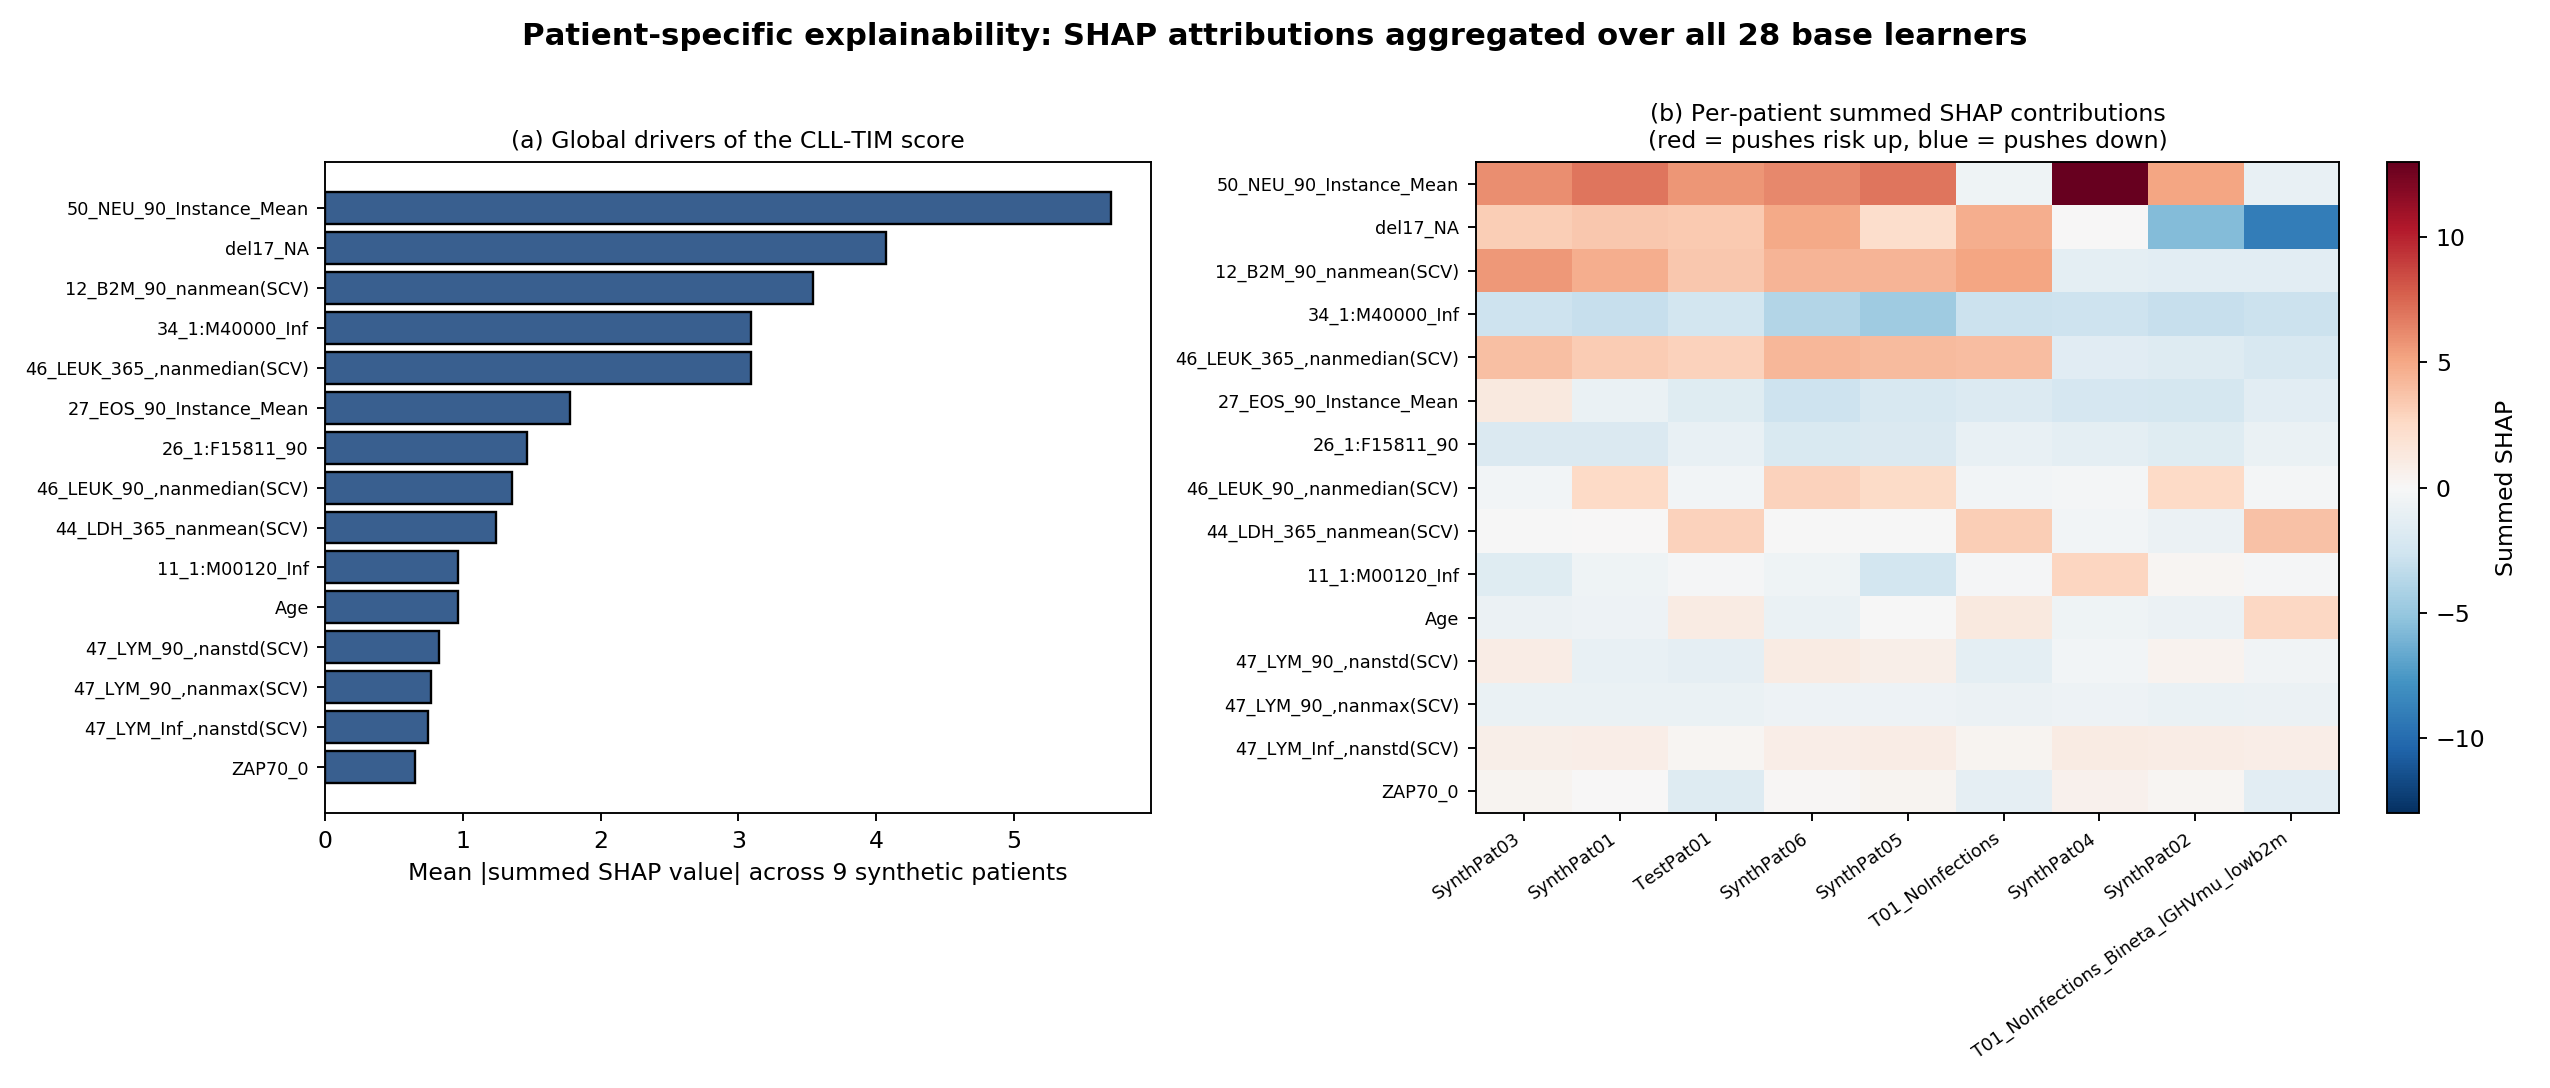 Patient-specific explainability: SHAP attributions aggregated over all 28 base learners
(a) Global drivers of the CLL-TIM score
50_NEU_90_Instance_Mean
del17_NA
12_B2M_90_nanmean(SCV)
34_1:M40000_Inf
46_LEUK_365_,nanmedian(SCV)
27_EOS_90_Instance_Mean
26_1:F15811_90
46_LEUK_90_,nanmedian(SCV)
44_LDH_365_nanmean(SCV)
11_1:M00120_Inf
Age
47_LYM_90_,nanstd(SCV)
47_LYM_90_,nanmax(SCV)
47_LYM_Inf_,nanstd(SCV)
ZAP70_0
0 1 2 3 4 5
Mean |summed SHAP value| across 9 synthetic patients
(b) Per-patient summed SHAP contributions
(red = pushes risk up, blue = pushes down)
50_NEU_90_Instance_Mean
del17_NA
12_B2M_90_nanmean(SCV)
34_1:M40000_Inf
46_LEUK_365_,nanmedian(SCV)
27_EOS_90_Instance_Mean
26_1:F15811_90
46_LEUK_90_,nanmedian(SCV)
44_LDH_365_nanmean(SCV)
11_1:M00120_Inf
Age
47_LYM_90_,nanstd(SCV)
47_LYM_90_,nanmax(SCV)
47_LYM_Inf_,nanstd(SCV)
ZAP70_0
SynthPat03
SynthPat01
TestPat01
SynthPat06
SynthPat05
T01_NoInfections
SynthPat04
SynthPat02
T01_NoInfections_Bineta_IGHVmu_lowb2m
10
5
0
−5
−10
Summed SHAP